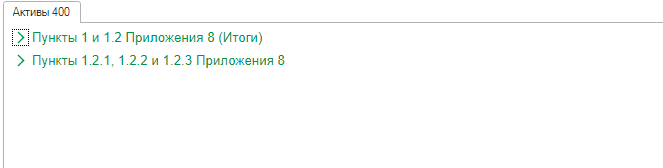 Активы 400
Пункты 1 и 1.2 Приложения 8 (Итоги)
Пункты 1.2.1, 1.2.2 и 1.2.3 Приложения 8